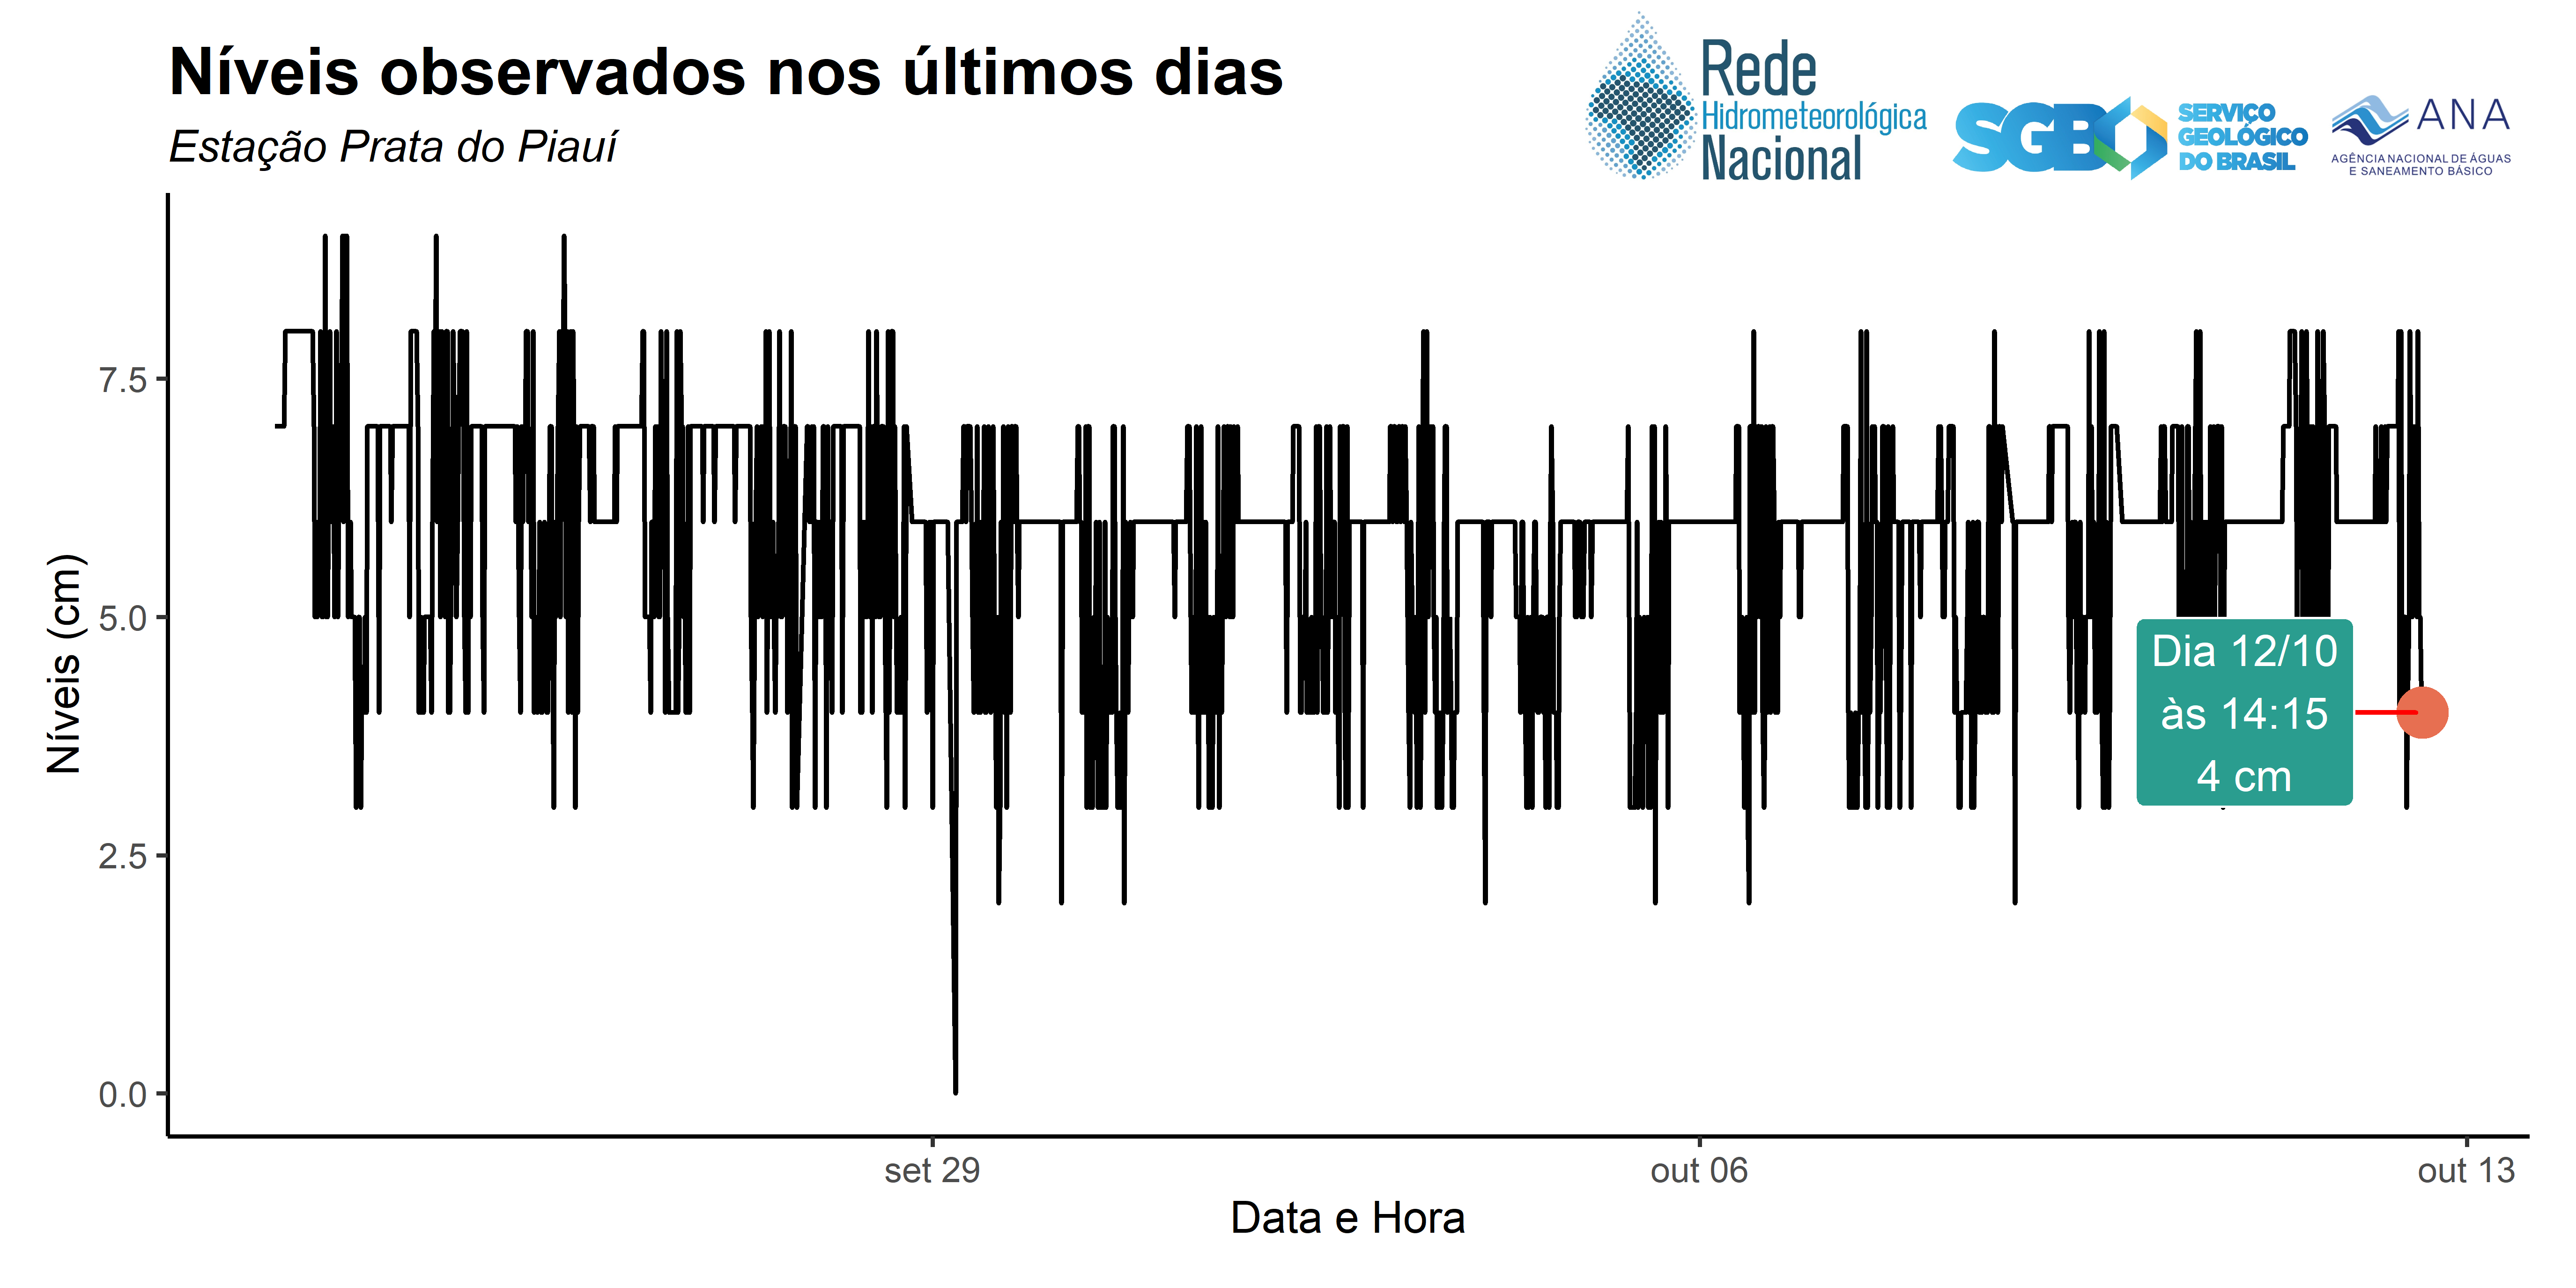 Níveis observados nos últimos dias
Estação Prata do Piauí
Rede
Hidrometeorológica
Nacional
SGB
SERVIÇO
GEOLÓGICO
DO BRASIL
ANA
AGÊNCIA NACIONAL DE ÁGUAS
E SANEAMENTO BÁSICO
Níveis (cm)
7.5
5.0
2.5
0.0
Dia 12/10
às 14:15
4 cm
set 29
out 06
out 13
Data e Hora